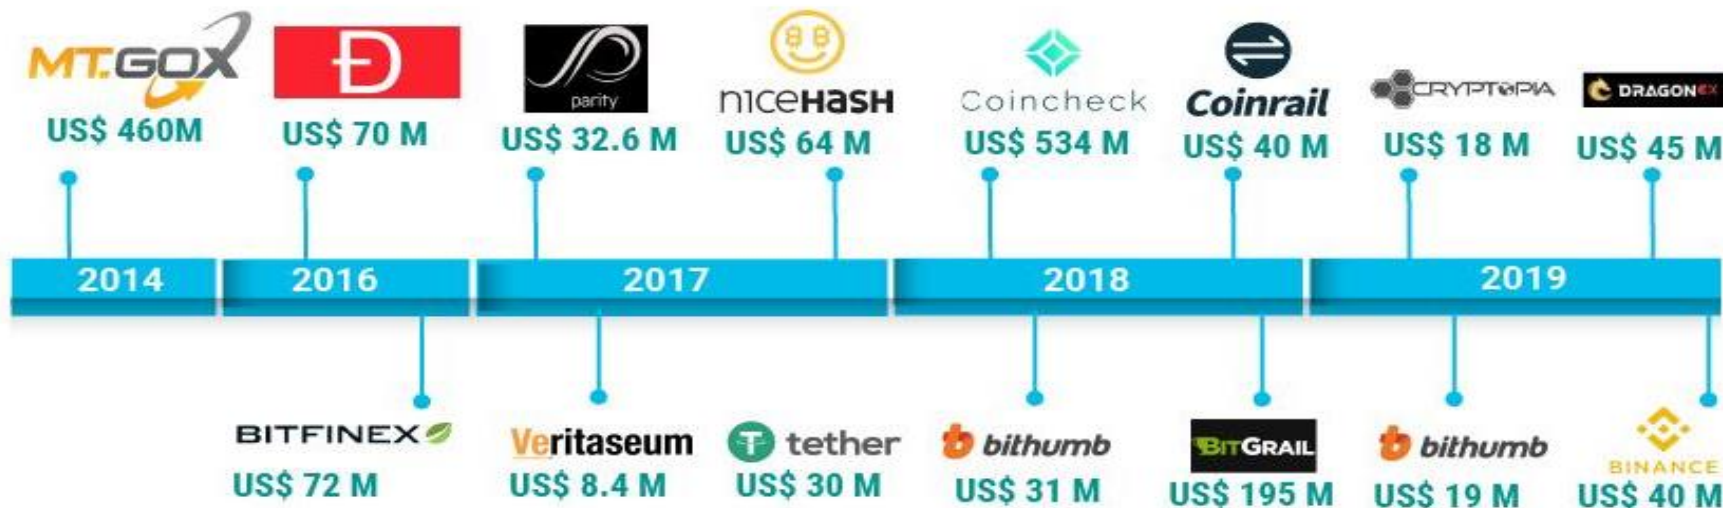 MT.GOX
US$ 460M
Đ
US$ 70 M
parity
US$ 32.6 M
nıceHasH
US$ 64 M
Coincheck
US$ 534 M
Coinrail
US$ 40 M
CRYPTOPIA
US$ 18 M
DRAGONEX
US$ 45 M
2014
2016
2017
2018
2019
BITFINEX
US$ 72 M
Veritaseum
US$ 8.4 M
tether
US$ 30 M
bithumb
US$ 31 M
BITGRAIL
US$ 195 M
bithumb
US$ 19 M
BINANCE
US$ 40 M